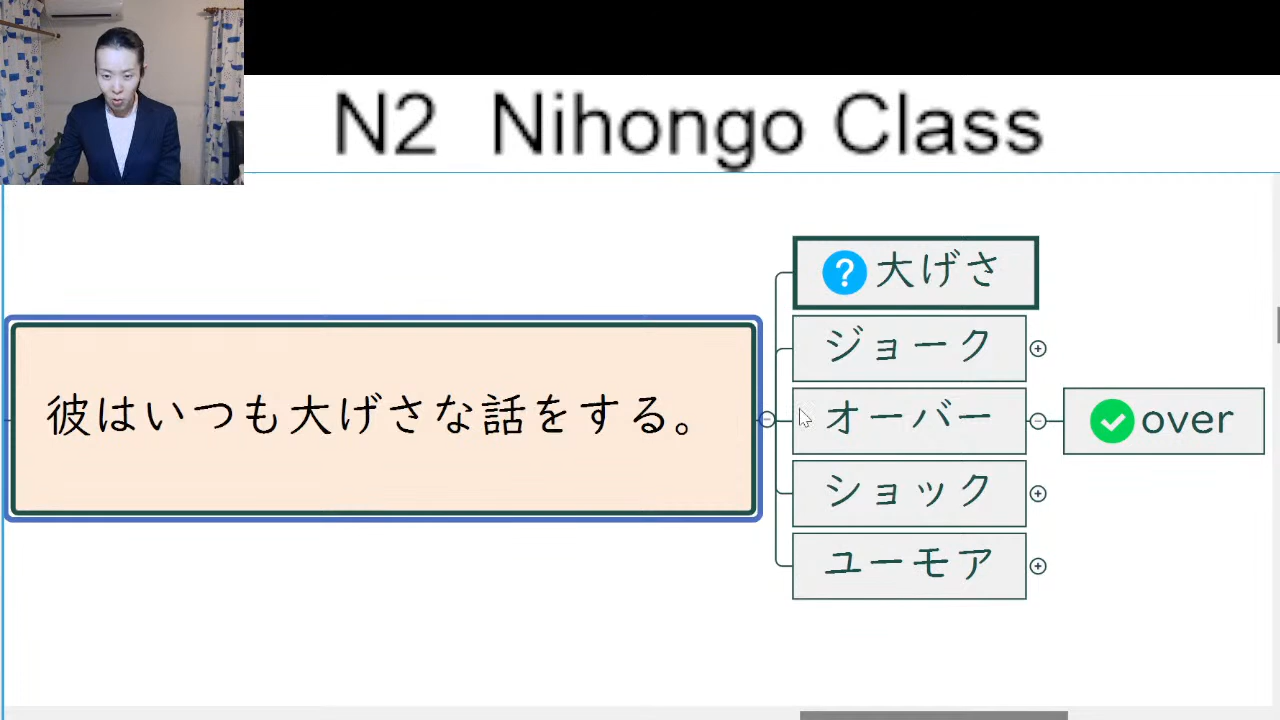 N2 Nihongo Class
彼はいつも大げさな話をする。
大げさ
ジョーク
オーバー
over
ショック
ユーモア